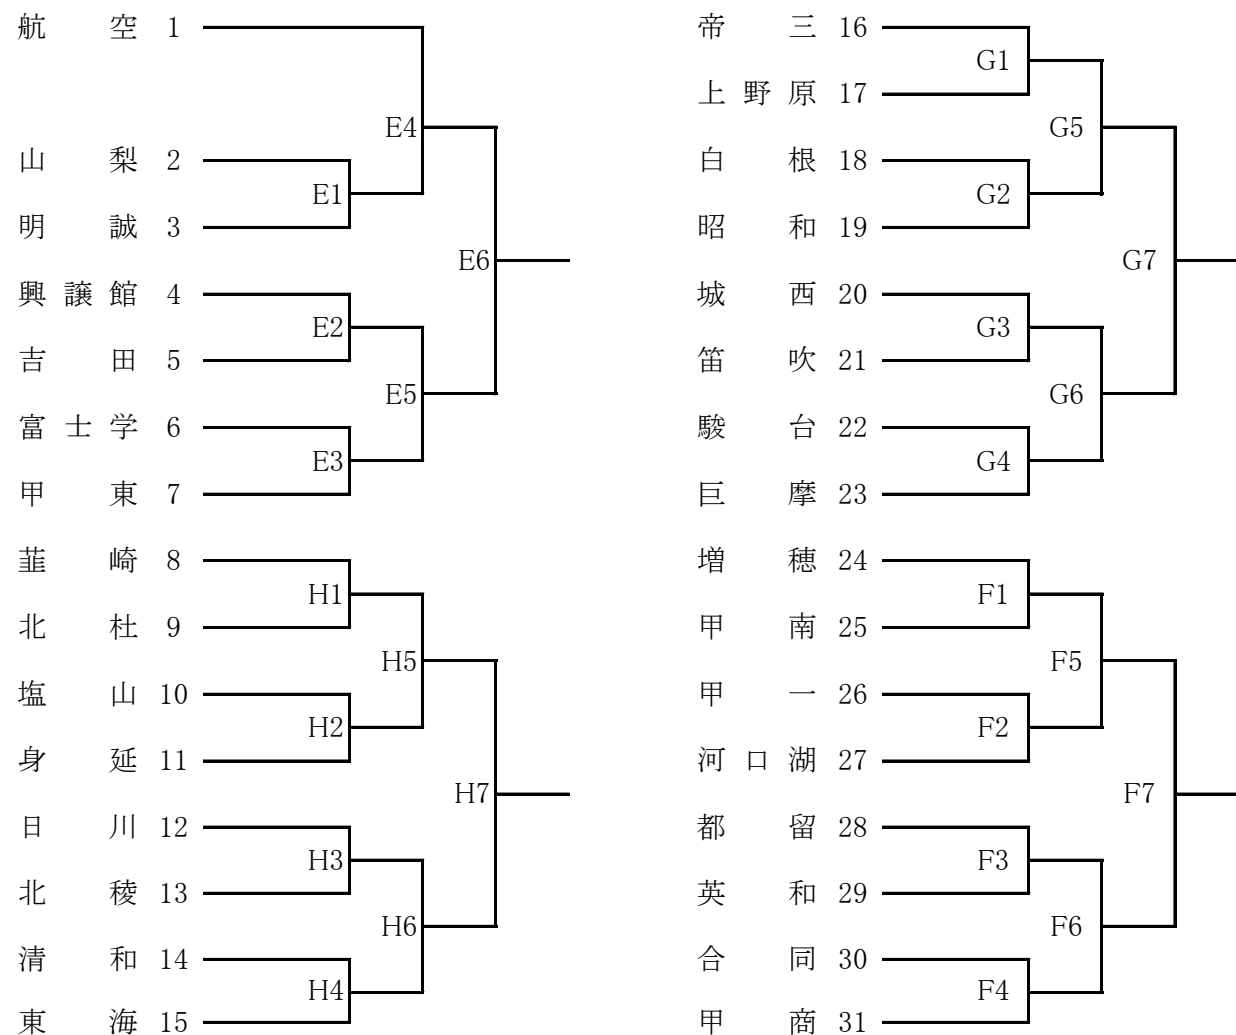 航空 1
E4
山梨 2
E1
明誠 3
E6
興譲館 4
E2
吉田 5
E5
富士学 6
E3
甲東 7
韮崎 8
H1
北杜 9
H5
塩山 10
H2
身延 11
H7
日川 12
H3
北稜 13
H6
清和 14
H4
東海 15
帝三 16
G1
上野原 17
G5
白根 18
G2
昭和 19
G7
城西 20
G3
笛吹 21
G6
駿台 22
G4
巨摩 23
増穂 24
F1
甲南 25
F5
甲一 26
F2
河口湖 27
F7
都留 28
F3
英和 29
F6
合同 30
F4
甲商 31